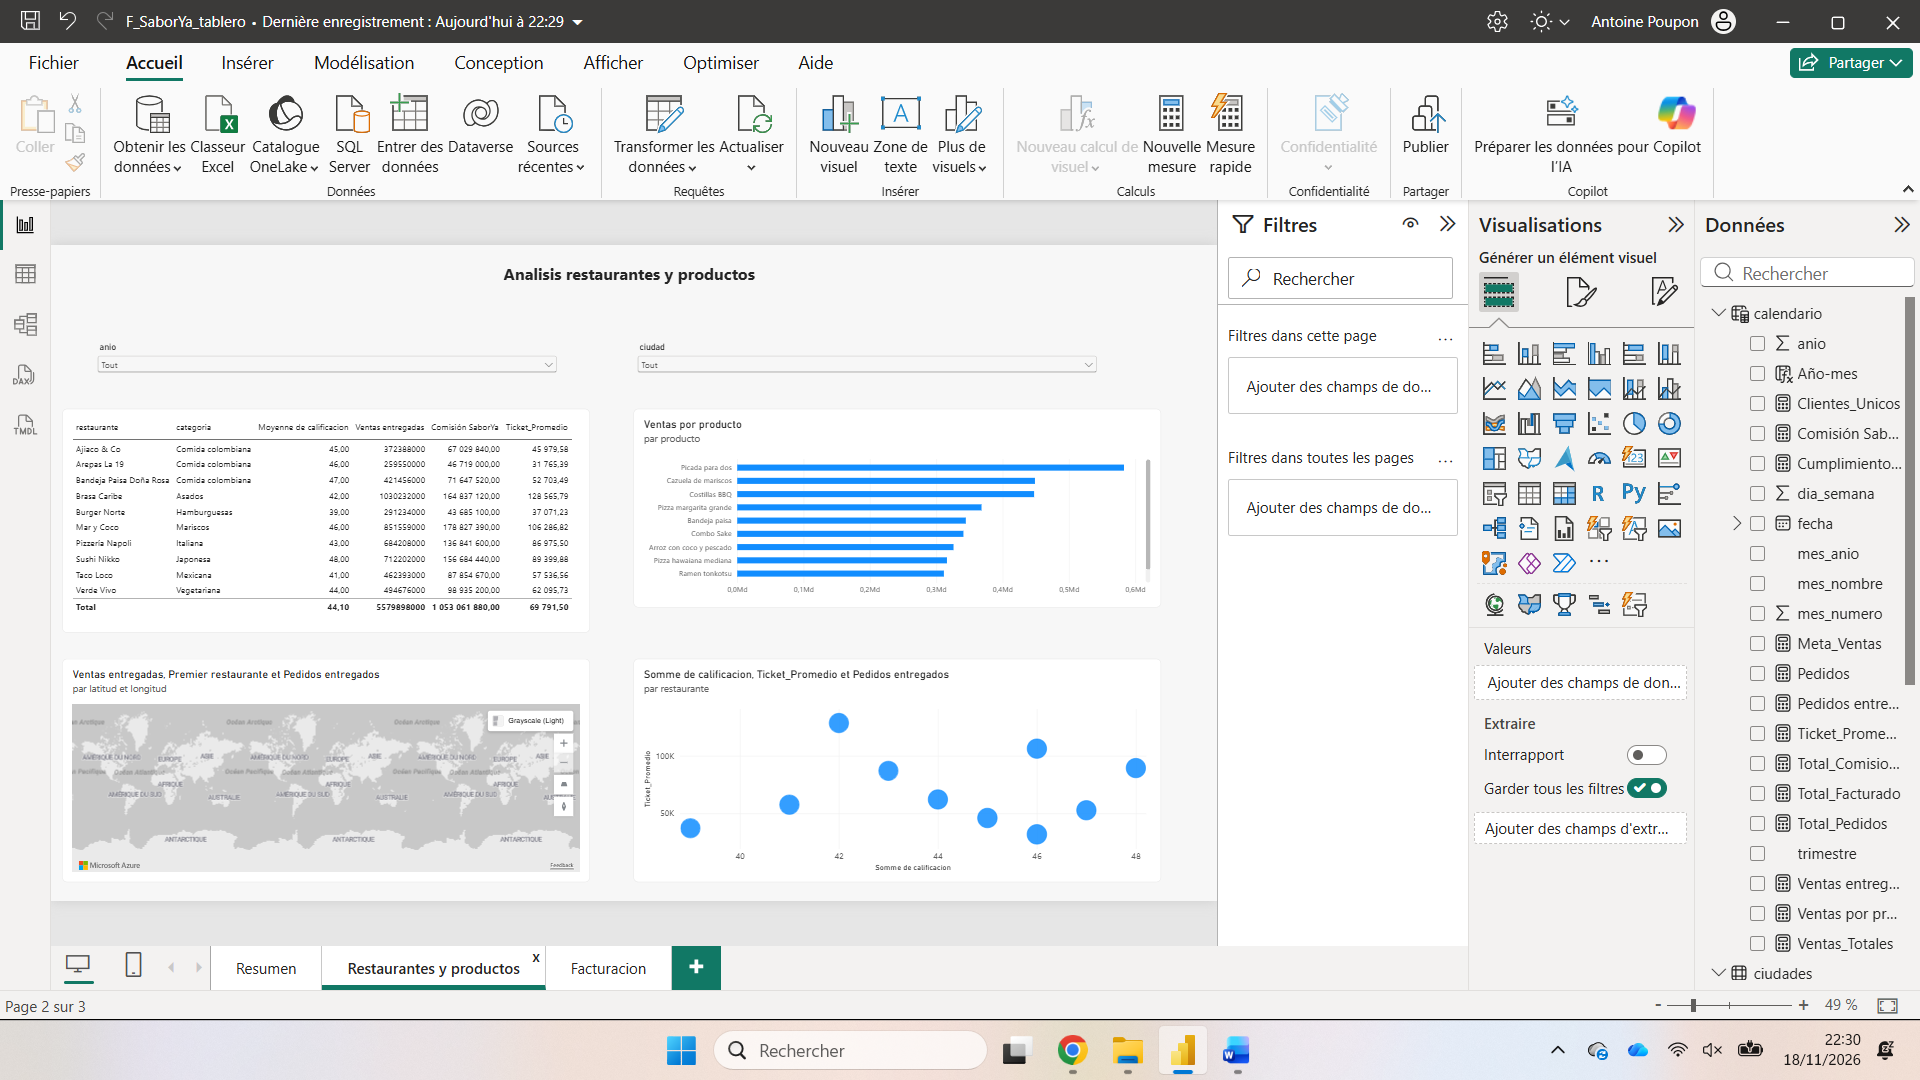 F_SaborYa_tablero • Dernière enregistrement : Aujourd'hui à 22:29
Antoine Poupon
Fichier
Accueil
Insérer
Modélisation
Conception
Afficher
Optimiser
Aide
Partager
Coller
Obtenir les données
Classeur Excel
Catalogue OneLake
SQL Server
Entrer des données
Dataverse
Sources récentes
Transformer les données
Actualiser
Nouveau visuel
Zone de texte
Plus de visuels
Nouveau calcul de visuel
Nouvelle mesure
Mesure rapide
Confidentialité
Publier
Préparer les données pour l'IA
Copilot
Presse-papiers
Données
Requêtes
Insérer
Calculs
Confidentialité
Partager
Copilot
Analisis restaurantes y productos
anio
Tout
ciudad
Tout
restaurante categoria Moyenne de calificacion Ventas entregadas Comisión SaborYa Ticket_Promedio
Ajiaco & Co Comida colombiana 45,00 372388000 67 029 840,00 45 979,58
Arepas La 19 Comida colombiana 46,00 259550000 46 719 000,00 31 765,39
Bandeja Paisa Doña Rosa Comida colombiana 47,00 421456000 71 647 520,00 52 703,49
Brasa Caribe Asados 42,00 1030232000 164 837 120,00 128 565,79
Burger Norte Hamburguesas 39,00 291234000 43 685 100,00 37 071,23
Mar y Coco Mariscos 46,00 851559000 178 827 390,00 106 286,82
Pizzería Napoli Italiana 43,00 684208000 136 841 600,00 86 975,50
Sushi Nikko Japonesa 48,00 712202000 156 684 440,00 89 399,88
Taco Loco Mexicana 41,00 462393000 87 854 670,00 57 536,56
Verde Vivo Vegetariana 44,00 494676000 98 935 200,00 62 095,73
Total 44,10 5579898000 1 053 061 880,00 69 791,50
Ventas por producto
par producto
Picada para dos
Cazuela de mariscos
Costillas BBQ
Pizza margarita grande
Bandeja paisa
Combo Sake
Arroz con coco y pescado
Pizza hawaiana mediana
Ramen tonkotsu
0,0Md 0,1Md 0,2Md 0,3Md 0,4Md 0,5Md 0,6Md
Ventas entregadas, Premier restaurante et Pedidos entregados
par latitud et longitud
Grayscale (Light)
Océan Arctique
AMÉRIQUE DU NORD
EUROPE
ASIE
AFRIQUE
AMÉRIQUE DU SUD
AUSTRALIE
ANTARCTIQUE
ANTARCTIQUE
ANTARCTIQUE
Microsoft Azure
Feedback
Somme de calificacion, Ticket_Promedio et Pedidos entregados
par restaurante
Ticket_Promedio
100K
50K
40 42 44 46 48
Somme de calificacion
Filtres
Rechercher
Filtres dans cette page
...
Ajouter des champs de do...
Filtres dans toutes les pages
...
Ajouter des champs de do...
Visualisations
Générer un élément visuel
Valeurs
Ajouter des champs de don...
Extraire
Interrapport
Garder tous les filtres
Ajouter des champs d'extr...
Données
Rechercher
calendario
anio
Año-mes
Clientes_Unicos
Comisión Sab...
Cumplimiento...
dia_semana
fecha
mes_anio
mes_nombre
mes_numero
Meta_Ventas
Pedidos
Pedidos entre...
Ticket_Prome...
Total_Comisio...
Total_Facturado
Total_Pedidos
trimestre
Ventas entreg...
Ventas por pr...
Ventas_Totales
ciudades
DAX
TMDL
Resumen
Restaurantes y productos
x
Facturacion
Page 2 sur 3
- + 49 %
Rechercher
22:30
18/11/2026